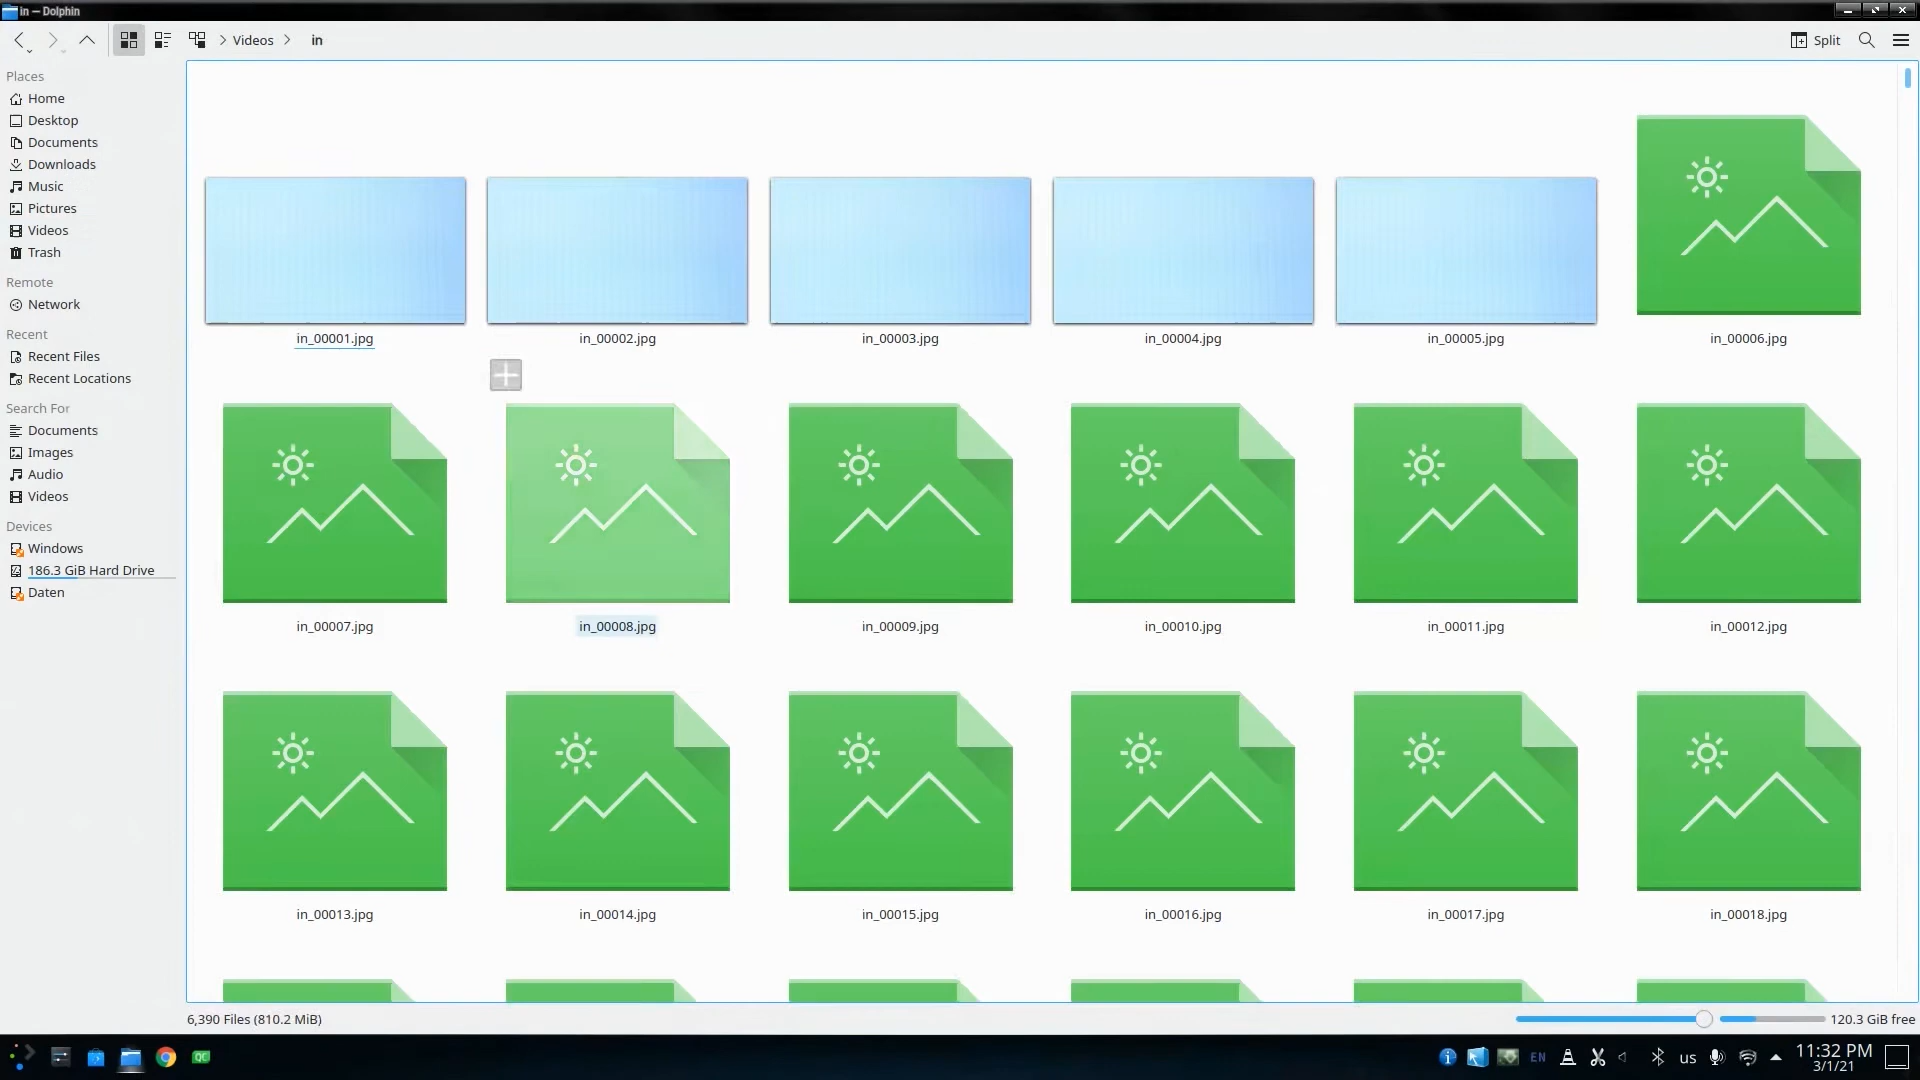 in — Dolphin
Videos
in
Split
Places
Home
Desktop
Documents
Downloads
Music
Pictures
Videos
Trash
Remote
Network
Recent
Recent Files
Recent Locations
Search For
Documents
Images
Audio
Videos
Devices
Windows
186.3 GiB Hard Drive
Daten
in_00001.jpg
in_00002.jpg
in_00003.jpg
in_00004.jpg
in_00005.jpg
in_00006.jpg
in_00007.jpg
in_00008.jpg
in_00009.jpg
in_00010.jpg
in_00011.jpg
in_00012.jpg
in_00013.jpg
in_00014.jpg
in_00015.jpg
in_00016.jpg
in_00017.jpg
in_00018.jpg
6,390 Files (810.2 MiB)
120.3 GiB free
QC
EN
us
11:32 PM
3/1/21